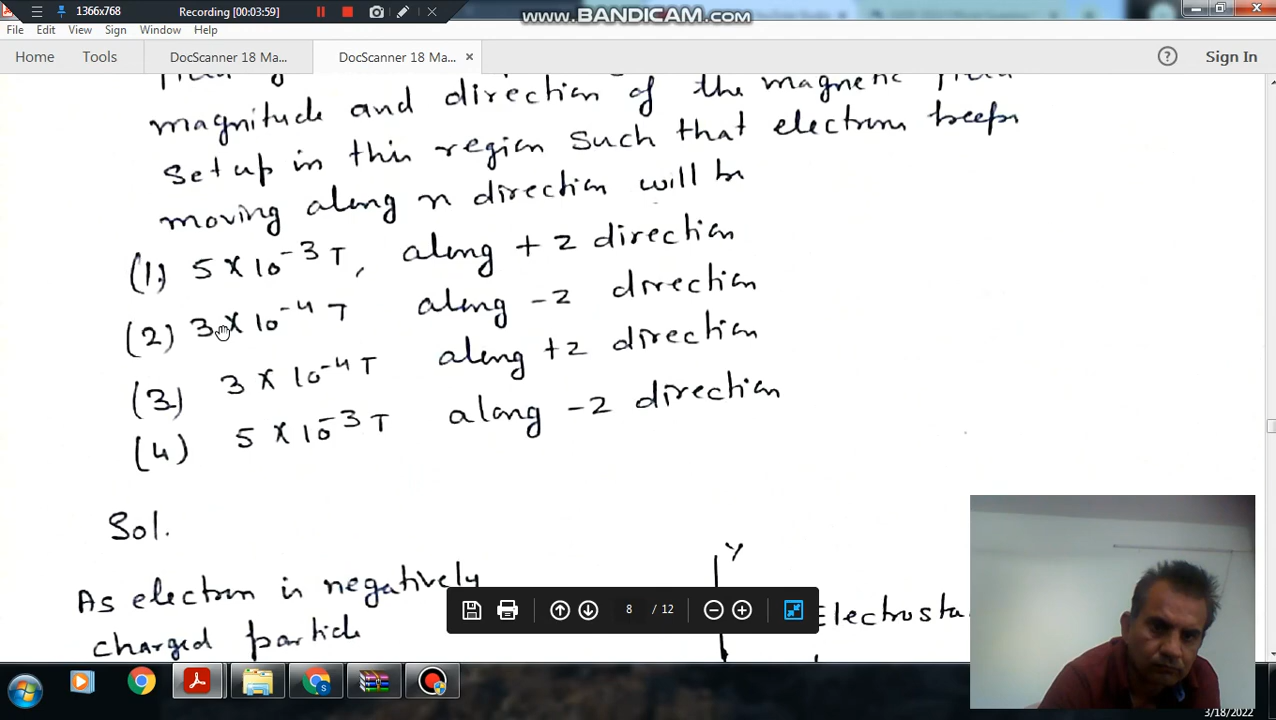 1366x768
Recording [00:03:59]
www.BANDICAM.com
File Edit View Sign Window Help
Home Tools DocScanner 18 Ma... DocScanner 18 Ma... × Sign In
magnitude and direction of the magnetic
set up in this region such that electron keeps
moving along x direction will be
(1) 5 × 10⁻³ T, along + z direction
(2) 3 × 10⁻⁴ T along - z direction
(3) 3 × 10⁻⁴ T along + z direction
(4) 5 × 10⁻³ T along - z direction
Sol.
Y
As electron is negatively
Electrosta
charged particle
8 / 12
3/18/2022